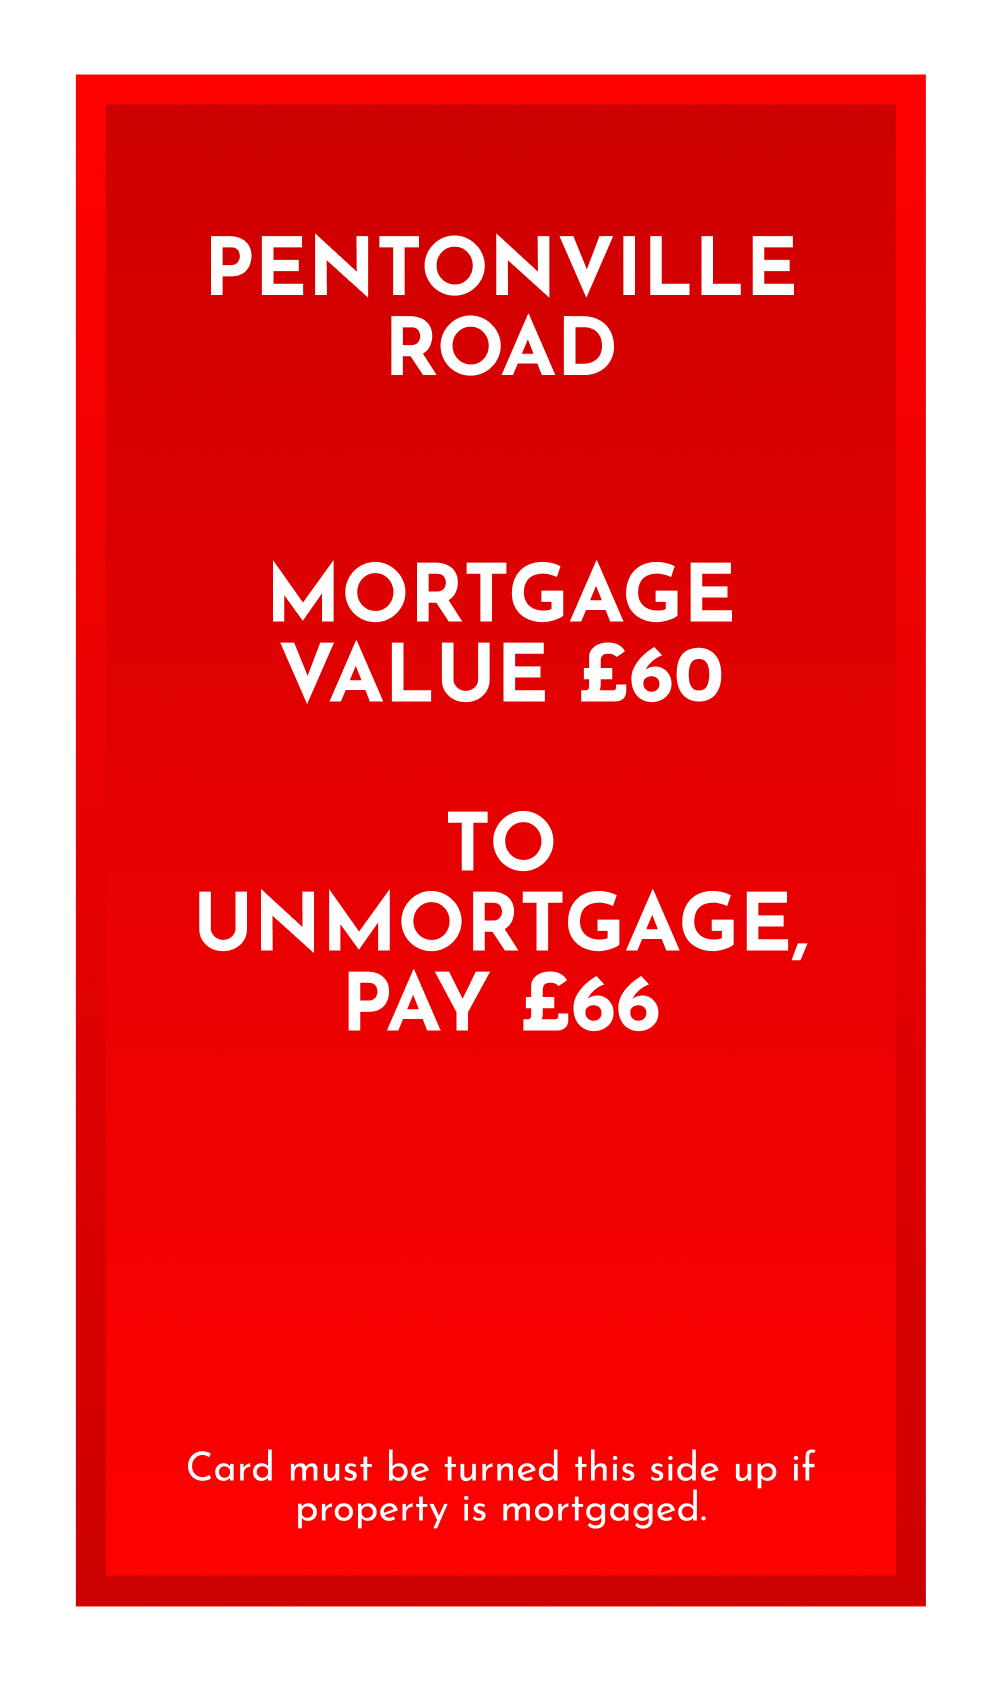 PENTONVILLE
ROAD
MORTGAGE
VALUE £60
TO
UNMORTGAGE,
PAY £66
Card must be turned this side up if
property is mortgaged.